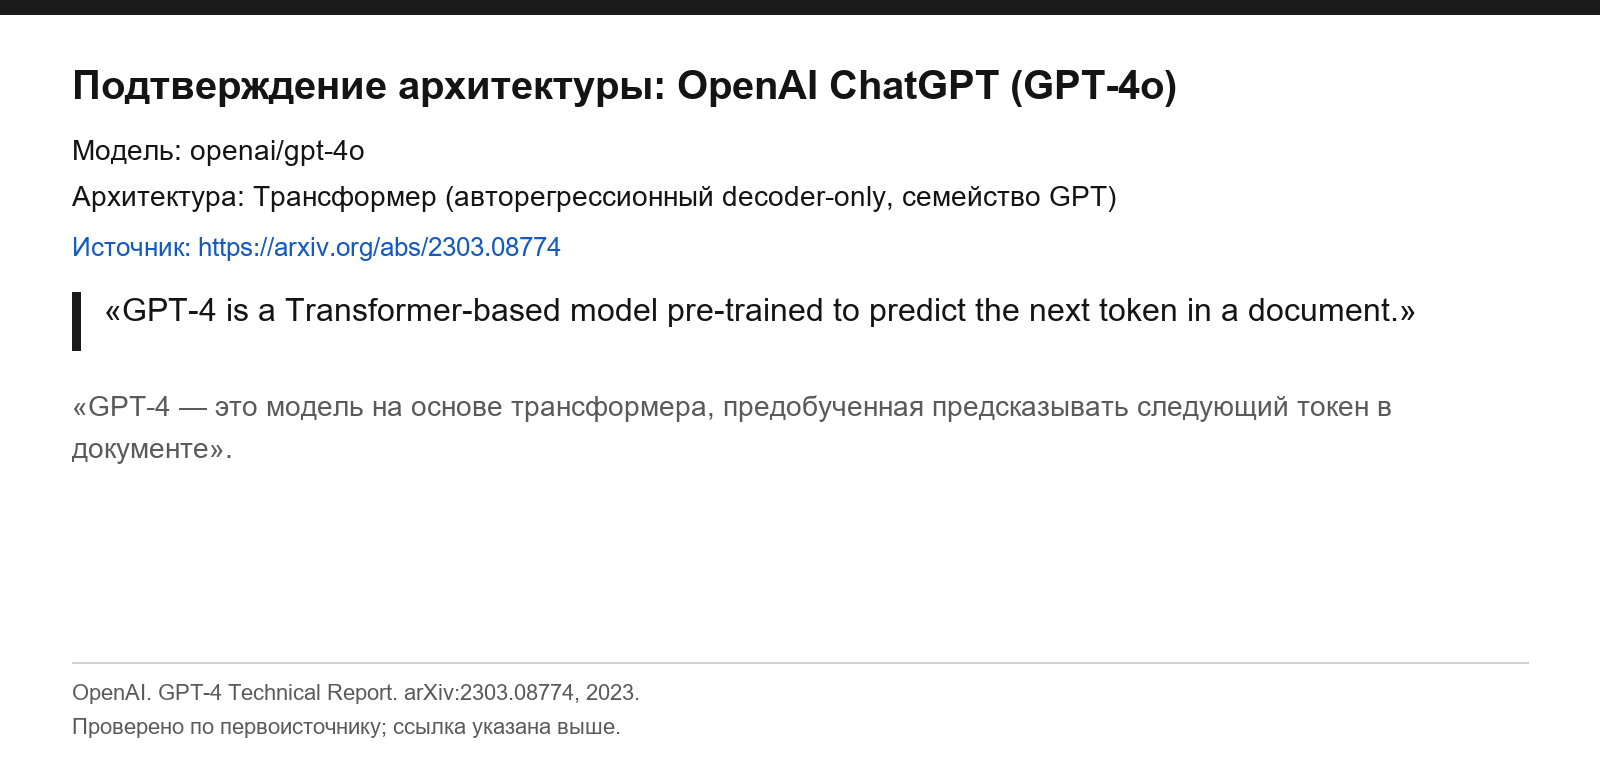 Подтверждение архитектуры: OpenAI ChatGPT (GPT-4o)
Модель: openai/gpt-4o
Архитектура: Трансформер (авторегрессионный decoder-only, семейство GPT)
Источник: https://arxiv.org/abs/2303.08774
«GPT-4 is a Transformer-based model pre-trained to predict the next token in a document.»
«GPT-4 — это модель на основе трансформера, предобученная предсказывать следующий токен в
документе».
OpenAI. GPT-4 Technical Report. arXiv:2303.08774, 2023.
Проверено по первоисточнику; ссылка указана выше.